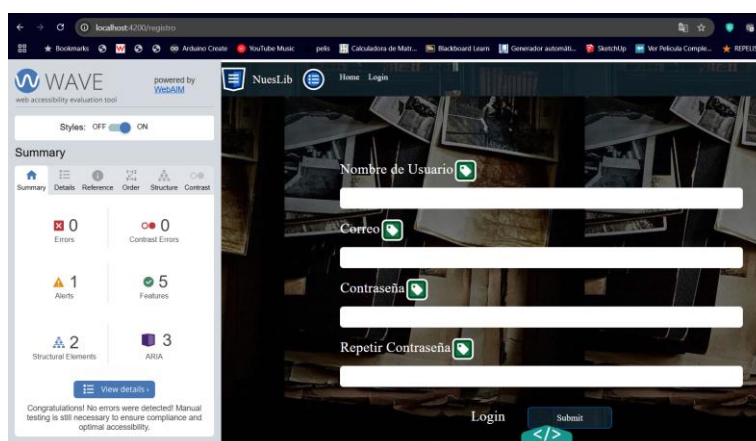 localhost:4200/registro
Bookmarks
Arduino Create
YouTube Music
pelis
Calculadora de Matr...
Blackboard Learn
Generador automáti...
SketchUp
Ver Pelicula Comple...
REPELIS
WAVE
web accessibility evaluation tool
powered by
WebAIM
Styles: OFF ON
Summary
Summary Details Reference Order Structure Contrast
0
Errors
0
Contrast Errors
1
Alerts
5
Features
2
Structural Elements
3
ARIA
View details ›
Congratulations! No errors were detected! Manual
testing is still necessary to ensure compliance and
optimal accessibility.
NuesLib
Home Login
Nombre de Usuario
Correo
Contraseña
Repetir Contraseña
Login Submit
</>